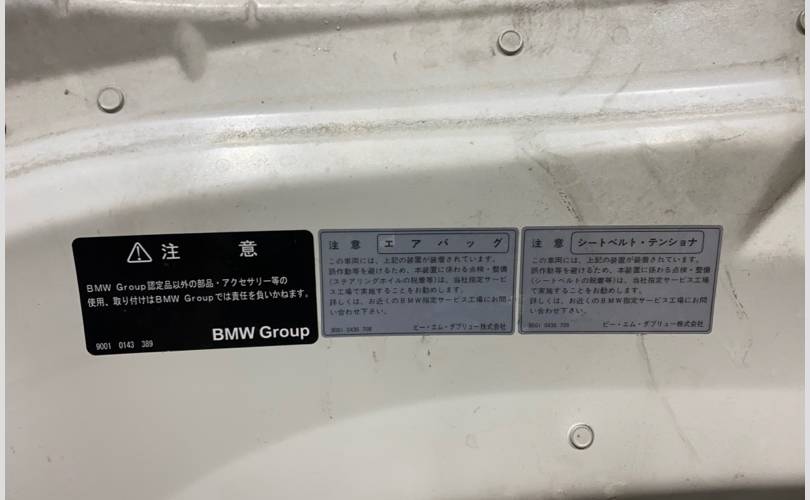 注意
BMW Group認定品以外の部品・アクセサリー等の
使用、取り付けはBMW Groupでは責任を負いかねます。
9001 0143 389
BMW Group
注意 エアバッグ
この車両には、上記の装置が装着されています。
誤作動等を避けるため、本装置に係わる点検・整備
(ステアリングホイルの脱着等)は、当社指定サービ
ス工場で実施することをお勧めします。
詳しくは、お近くのBMW指定サービス工場にお問
い合わせ下さい。
ビー・エム・ダブリュー株式会社
注意 シートベルト・テンショナ
この車両には、上記の装置が装着されています。
誤作動等を避けるため、本装置に係わる点検・整備
(シートベルトの脱着等)は、当社指定サービス工場
で実施することをお勧めします。
詳しくは、お近くのBMW指定サービス工場にお問
い合わせ下さい。
ビー・エム・ダブリュー株式会社